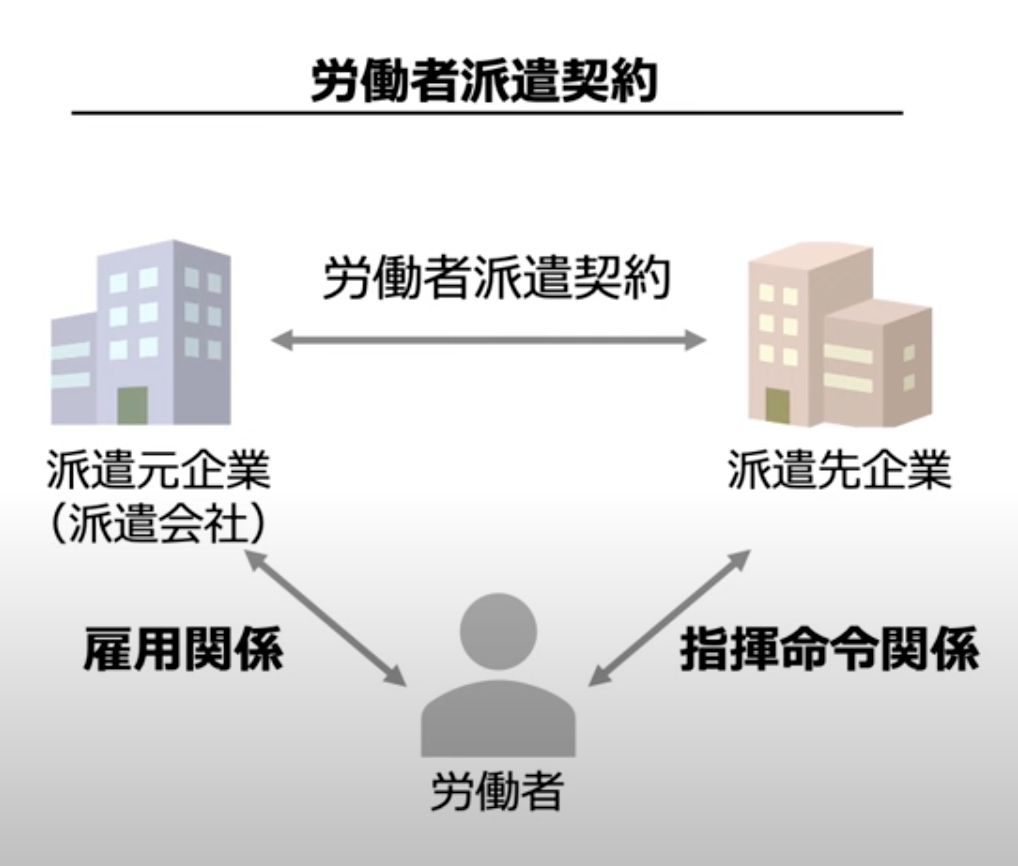 労働者派遣契約
労働者派遣契約
派遣元企業
（派遣会社）
派遣先企業
雇用関係
指揮命令関係
労働者